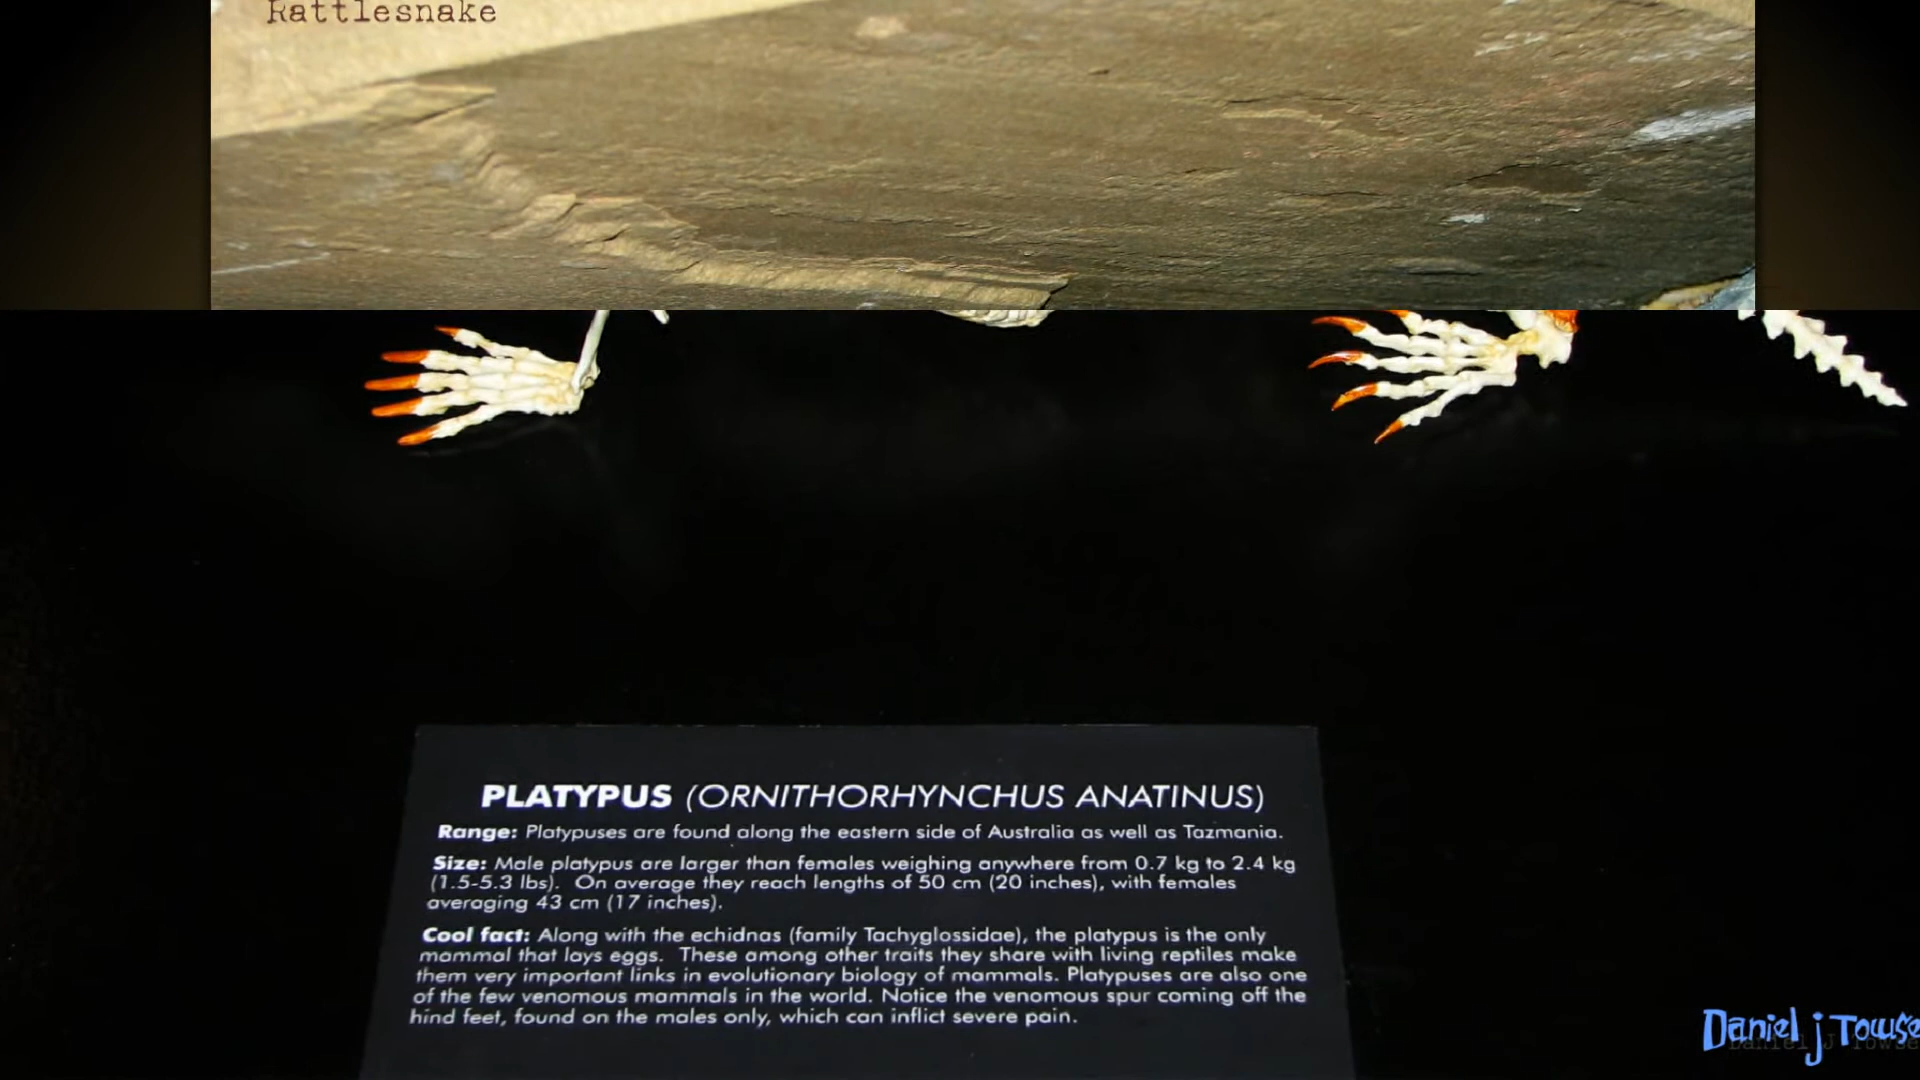 Rattlesnake
PLATYPUS (ORNITHORHYNCHUS ANATINUS)
Range: Platypuses are found along the eastern side of Australia as well as Tazmania.
Size: Male platypus are larger than females weighing anywhere from 0.7 kg to 2.4 kg
(1.5-5.3 lbs). On average they reach lengths of 50 cm (20 inches), with females
averaging 43 cm (17 inches).
Cool fact: Along with the echidnas (family Tachyglossidae), the platypus is the only
mammal that lays eggs. These among other traits they share with living reptiles make
them very important links in evolutionary biology of mammals. Platypuses are also one
of the few venomous mammals in the world. Notice the venomous spur coming off the
hind feet, found on the males only, which can inflict severe pain.
Daniel j Towse
Daniel J Towse